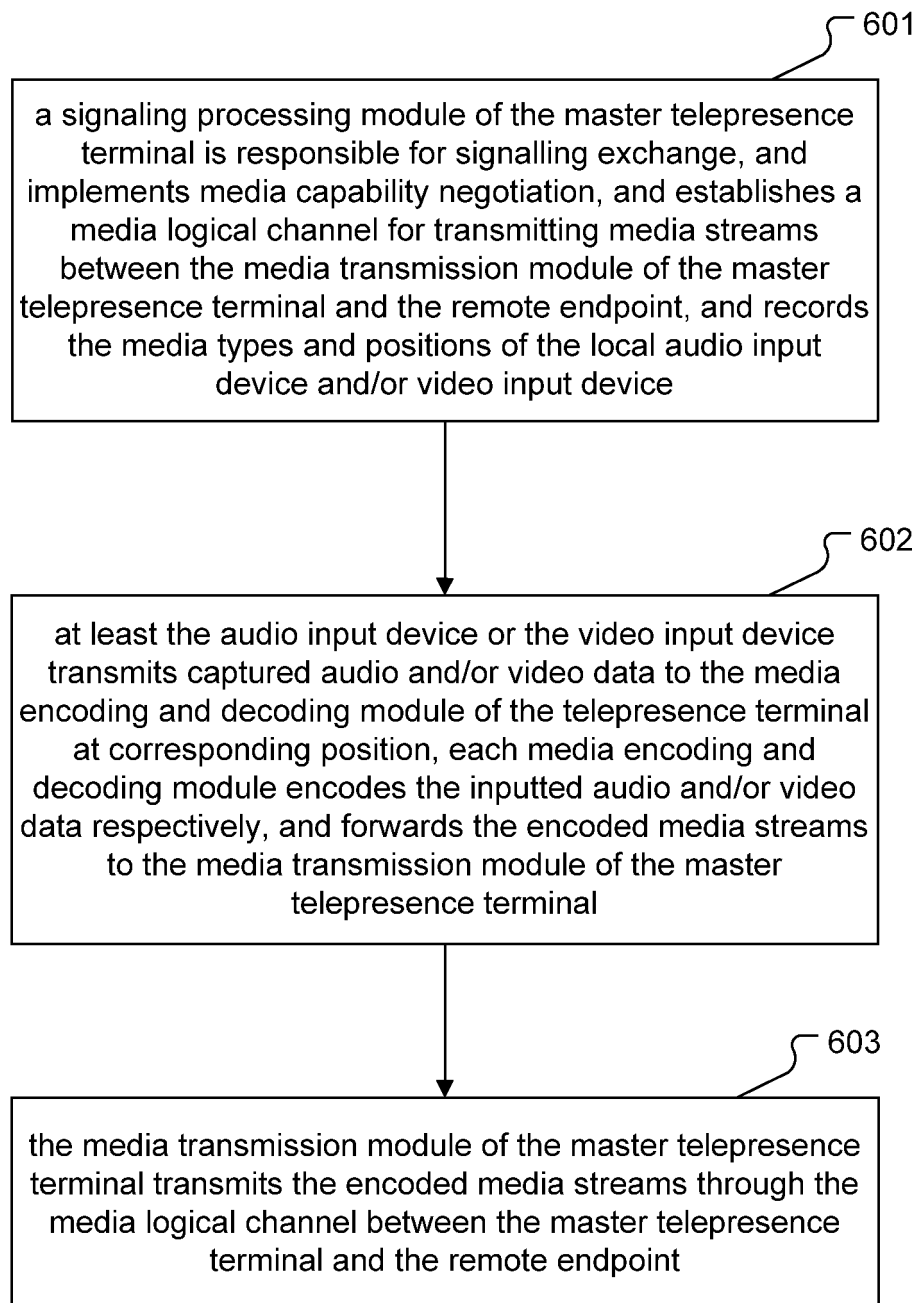 601
a signaling processing module of the master telepresence
terminal is responsible for signalling exchange, and
implements media capability negotiation, and establishes a
media logical channel for transmitting media streams
between the media transmission module of the master
telepresence terminal and the remote endpoint, and records
the media types and positions of the local audio input
device and/or video input device
602
at least the audio input device or the video input device
transmits captured audio and/or video data to the media
encoding and decoding module of the telepresence terminal
at corresponding position, each media encoding and
decoding module encodes the inputted audio and/or video
data respectively, and forwards the encoded media streams
to the media transmission module of the master
telepresence terminal
603
the media transmission module of the master telepresence
terminal transmits the encoded media streams through the
media logical channel between the master telepresence
terminal and the remote endpoint